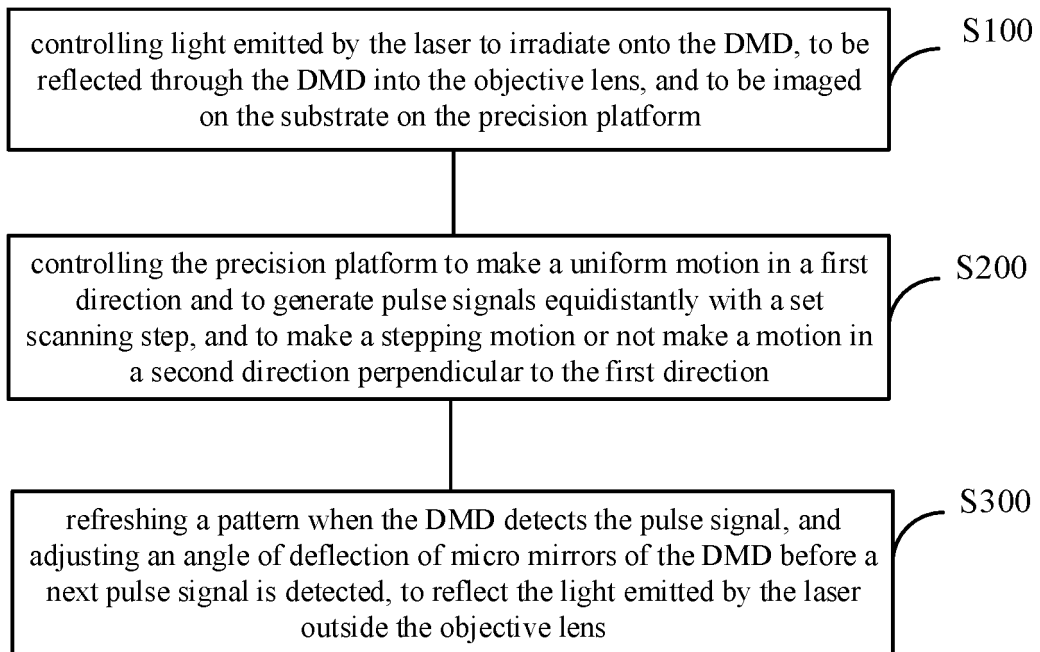 controlling light emitted by the laser to irradiate onto the DMD, to be
reflected through the DMD into the objective lens, and to be imaged
on the substrate on the precision platform
S100
controlling the precision platform to make a uniform motion in a first
direction and to generate pulse signals equidistantly with a set
scanning step, and to make a stepping motion or not make a motion in
a second direction perpendicular to the first direction
S200
refreshing a pattern when the DMD detects the pulse signal, and
adjusting an angle of deflection of micro mirrors of the DMD before a
next pulse signal is detected, to reflect the light emitted by the laser
outside the objective lens
S300